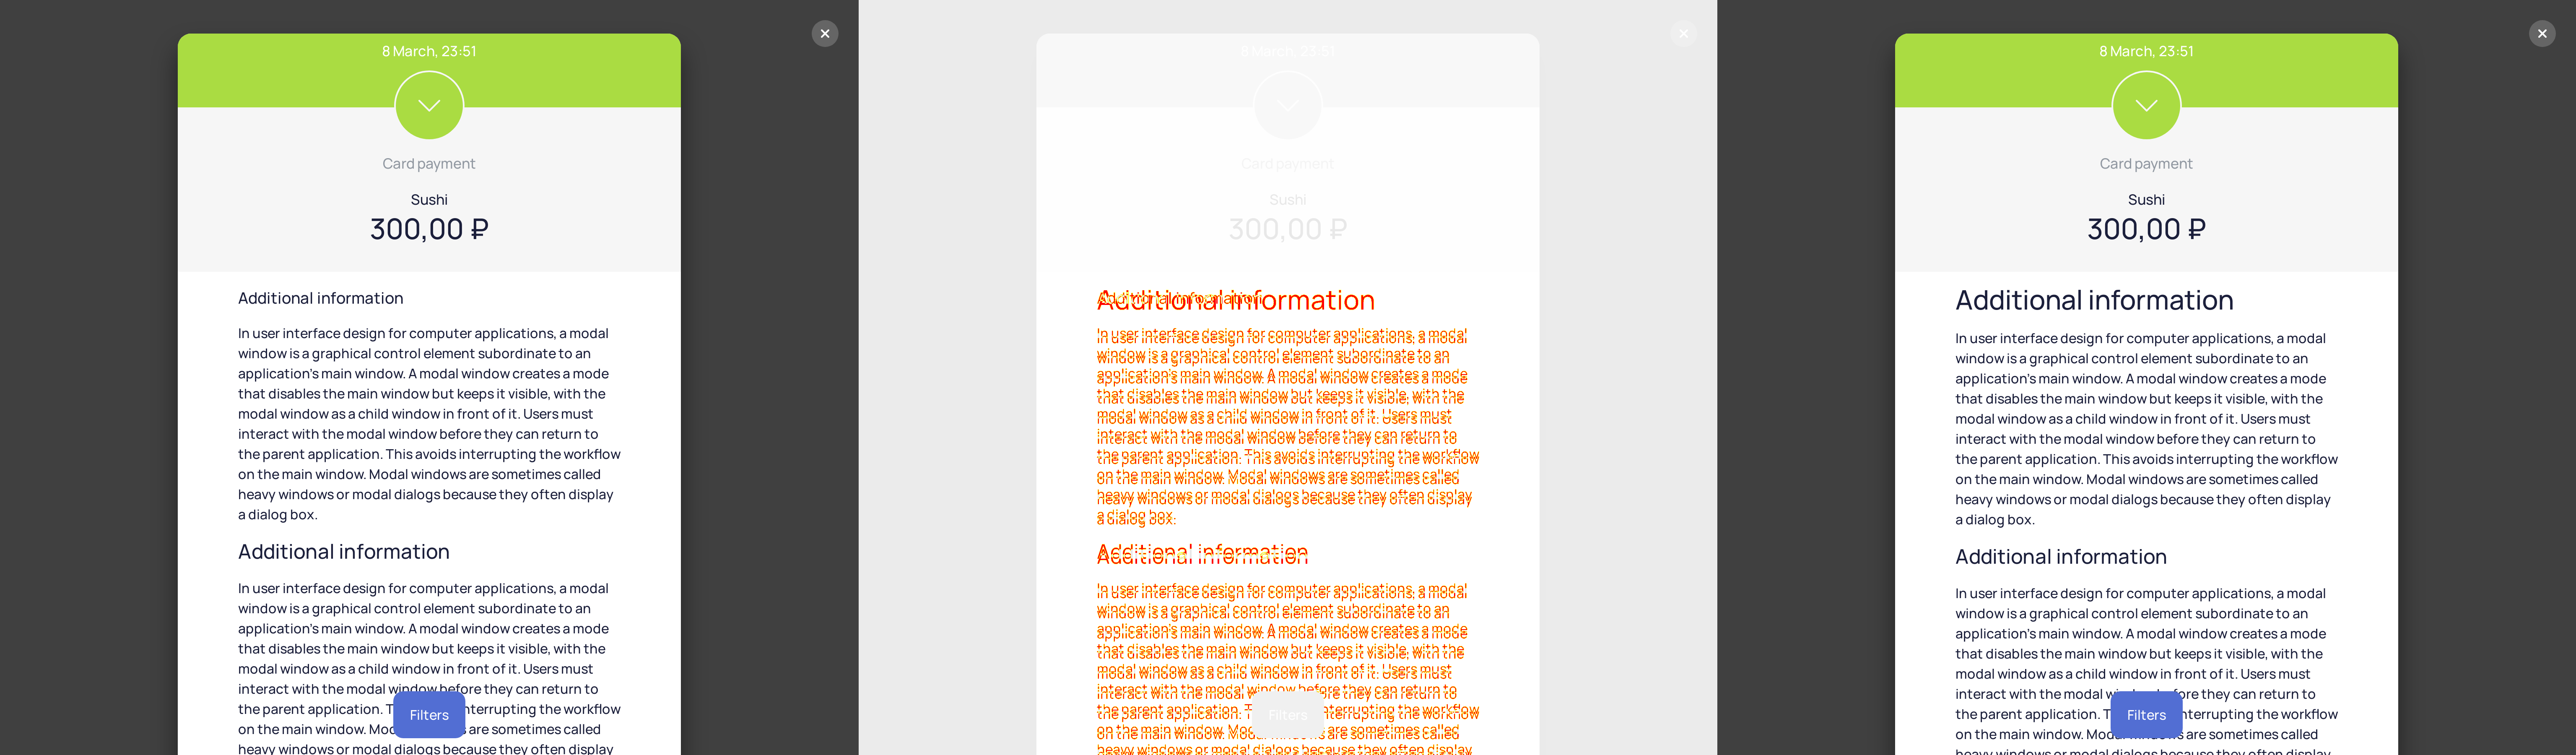 8 March, 23:51
Card payment
Sushi
300,00 ₽
Additional information
In user interface design for computer applications, a modal
window is a graphical control element subordinate to an
application's main window. A modal window creates a mode
that disables the main window but keeps it visible, with the
modal window as a child window in front of it. Users must
interact with the modal window before they can return to
the parent application. This avoids interrupting the workflow
on the main window. Modal windows are sometimes called
heavy windows or modal dialogs because they often display
a dialog box.
Additional information
In user interface design for computer applications, a modal
window is a graphical control element subordinate to an
application's main window. A modal window creates a mode
that disables the main window but keeps it visible, with the
modal window as a child window in front of it. Users must
interact with the modal window before they can return to
the parent application. T nterrupting the workflow
on the main window. Mod s are sometimes called
heavy windows or modal dialogs because they often display
Filters
8 March, 23:51
Card payment
Sushi
300,00 ₽
Additional information
In user interface design for computer applications, a modal
window is a graphical control element subordinate to an
application's main window. A modal window creates a mode
that disables the main window but keeps it visible, with the
modal window as a child window in front of it. Users must
interact with the modal window before they can return to
the parent application. This avoids interrupting the workflow
on the main window. Modal windows are sometimes called
heavy windows or modal dialogs because they often display
a dialog box.
Additional information
In user interface design for computer applications, a modal
window is a graphical control element subordinate to an
application's main window. A modal window creates a mode
that disables the main window but keeps it visible, with the
modal window as a child window in front of it. Users must
interact with the modal window before they can return to
the parent application. T nterrupting the workflow
on the main window. Mod s are sometimes called
heavy windows or modal dialogs because they often display
Filters
8 March, 23:51
Card payment
Sushi
300,00 ₽
Additional information
In user interface design for computer applications, a modal
window is a graphical control element subordinate to an
application's main window. A modal window creates a mode
that disables the main window but keeps it visible, with the
modal window as a child window in front of it. Users must
interact with the modal window before they can return to
the parent application. This avoids interrupting the workflow
on the main window. Modal windows are sometimes called
heavy windows or modal dialogs because they often display
a dialog box.
Additional information
In user interface design for computer applications, a modal
window is a graphical control element subordinate to an
application's main window. A modal window creates a mode
that disables the main window but keeps it visible, with the
modal window as a child window in front of it. Users must
interact with the modal w fore they can return to
the parent application. T nterrupting the workflow
on the main window. Mod s are sometimes called
heavy windows or modal dialogs because they often display
Filters